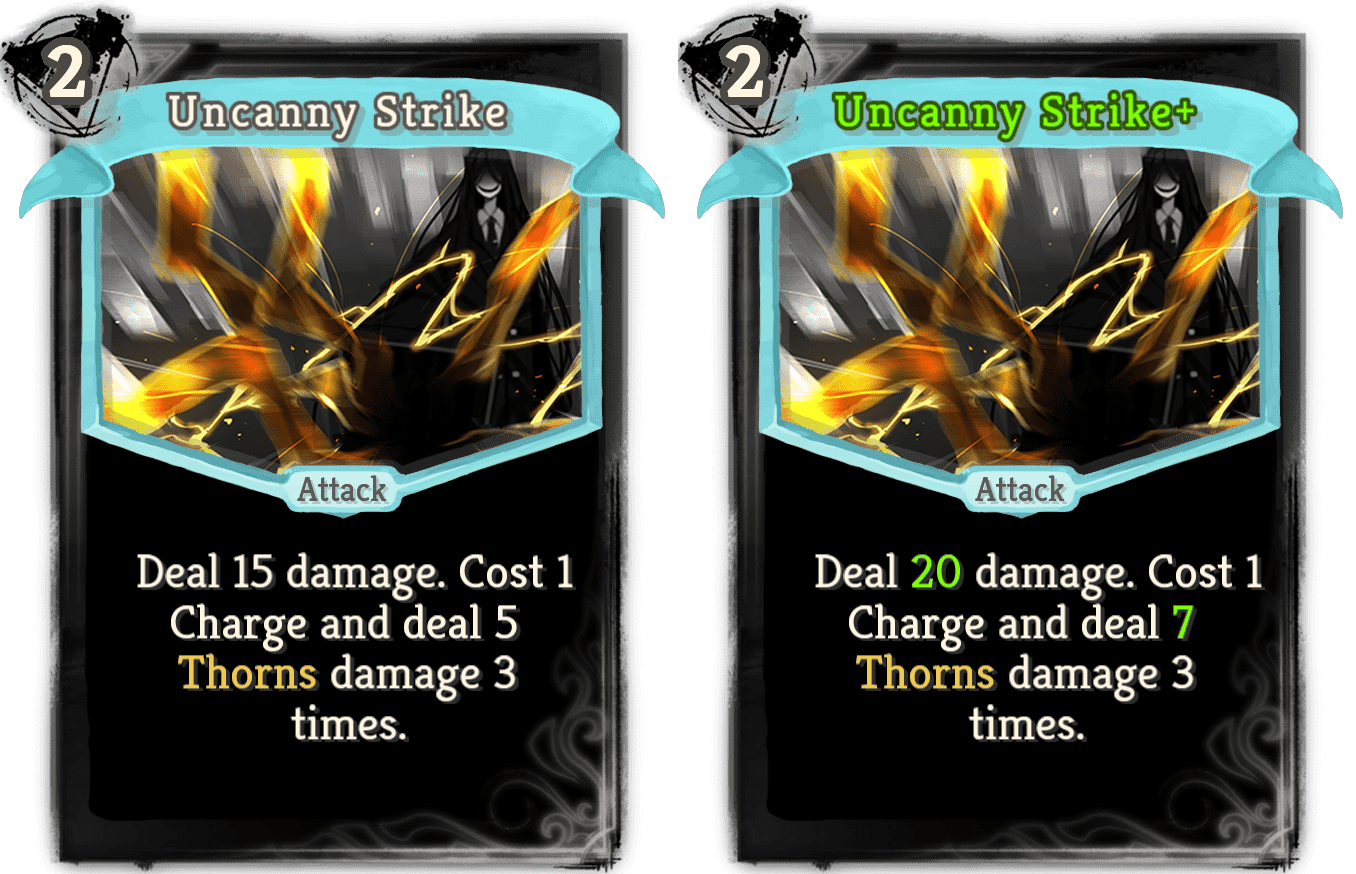 2
Uncanny Strike
Attack
Deal 15 damage. Cost 1
Charge and deal 5
Thorns damage 3
times.
2
Uncanny Strike+
Attack
Deal 20 damage. Cost 1
Charge and deal 7
Thorns damage 3
times.